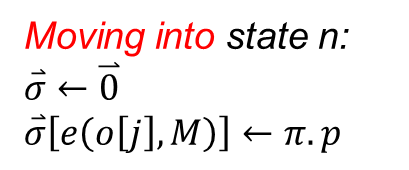 Moving into state n:
σ⃗ ← 0⃗
σ⃗[e(o[j], M)] ← π. p